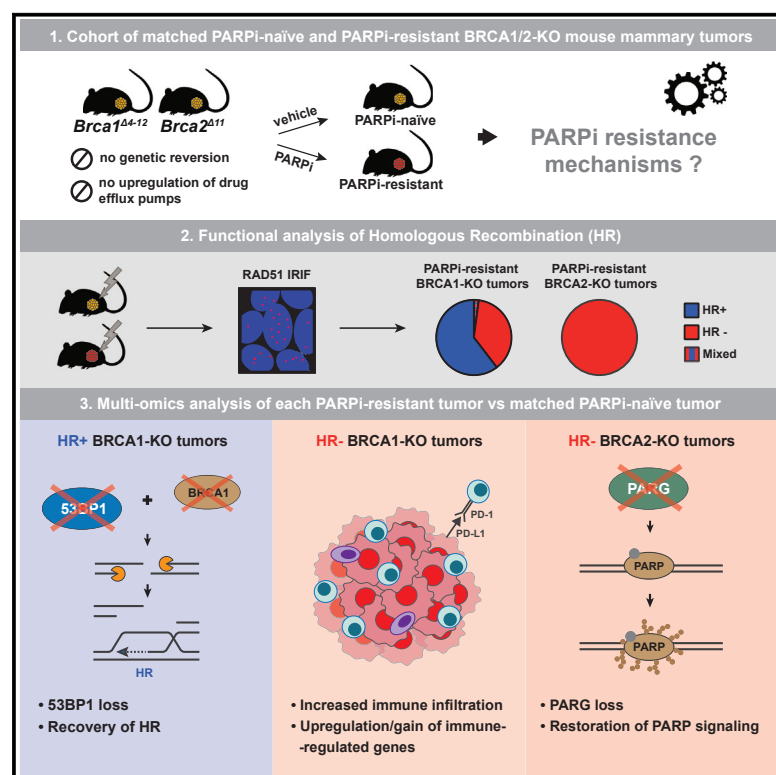 1. Cohort of matched PARPi-naïve and PARPi-resistant BRCA1/2-KO mouse mammary tumors
Brca1Δ4-12
Brca2Δ11
vehicle
PARPi
PARPi-naïve
PARPi-resistant
no genetic reversion
no upregulation of drug
efflux pumps
PARPi resistance
mechanisms ?
2. Functional analysis of Homologous Recombination (HR)
RAD51 IRIF
PARPi-resistant
BRCA1-KO tumors
PARPi-resistant
BRCA2-KO tumors
HR+
HR -
Mixed
3. Multi-omics analysis of each PARPi-resistant tumor vs matched PARPi-naïve tumor
HR+ BRCA1-KO tumors
53BP1
+
BRCA1
HR
• 53BP1 loss
• Recovery of HR
HR- BRCA1-KO tumors
PD-1
PD-L1
• Increased immune infiltration
• Upregulation/gain of immune-
-regulated genes
HR- BRCA2-KO tumors
PARG
PARP
PARP
• PARG loss
• Restoration of PARP signaling